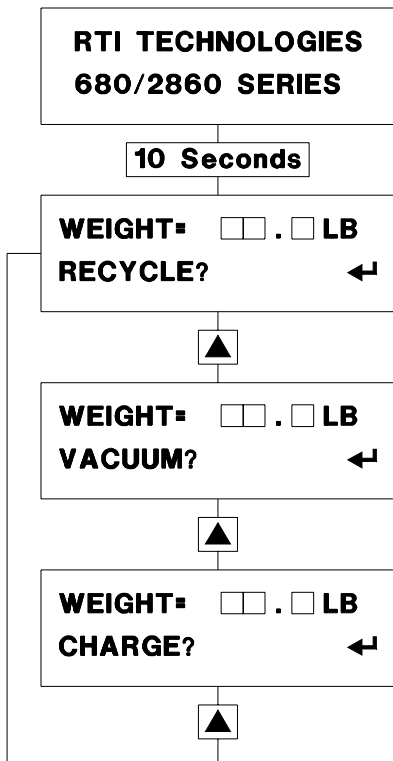 RTI TECHNOLOGIES
680/2860 SERIES
10 Seconds
WEIGHT= □□.□ LB
RECYCLE? ↵
▲
WEIGHT= □□.□ LB
VACUUM? ↵
▲
WEIGHT= □□.□ LB
CHARGE? ↵
▲